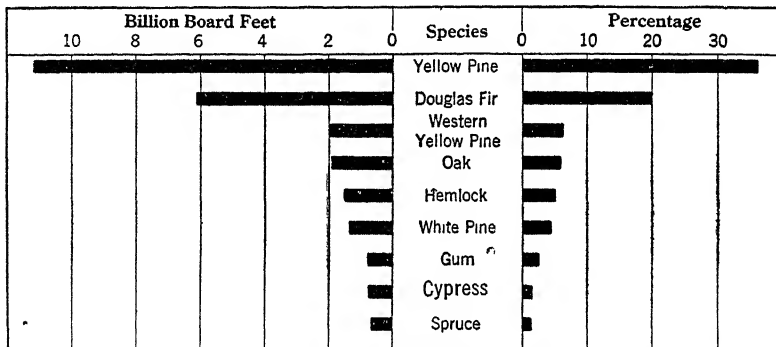 Billion Board Feet Species Percentage
10 8 6 4 2 0 0 10 20 30
Yellow Pine
Douglas Fir
Western
Yellow Pine
Oak
Hemlock
White Pine
Gum
Cypress
Spruce